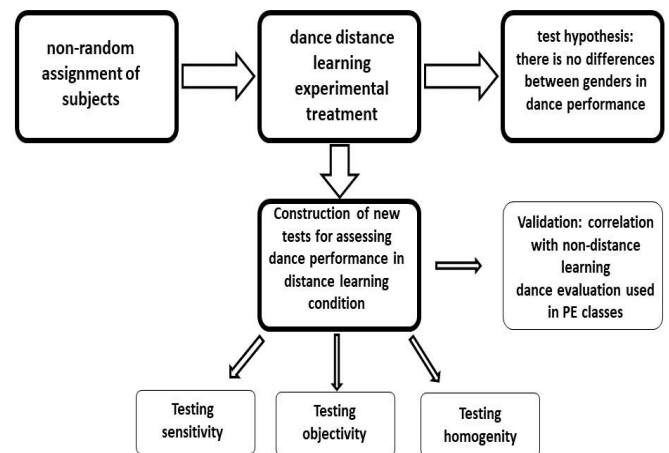 non-random
assignment of
subjects
dance distance
learning
experimental
treatment
test hypothesis:
there is no differences
between genders in
dance performance
Construction of new
tests for assessing
dance performance in
distance learning
condition
Validation: correlation
with non-distance
learning
dance evaluation used
in PE classes
Testing
sensitivity
Testing
objectivity
Testing
homogenity